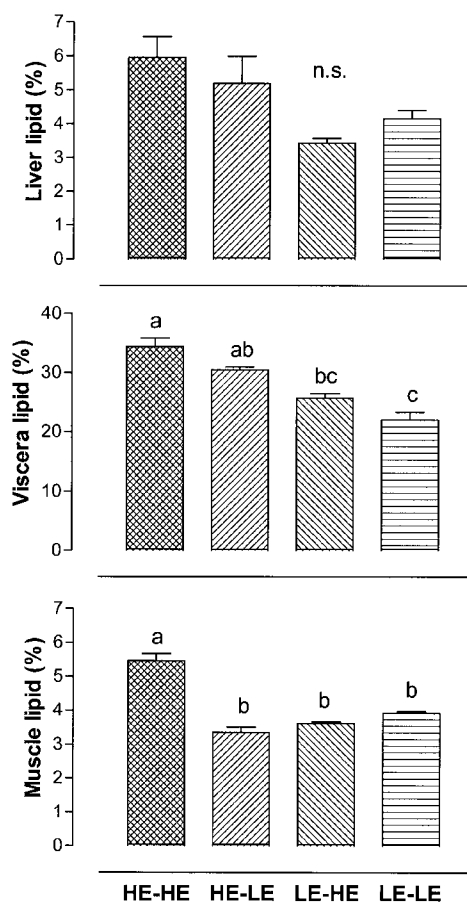 Liver lipid (%)
7
6
5
4
3
2
1
0
n.s.
Viscera lipid (%)
40
30
20
10
0
a
ab
bc
c
Muscle lipid (%)
7
6
5
4
3
2
1
0
a
b
b
b
HE-HE HE-LE LE-HE LE-LE